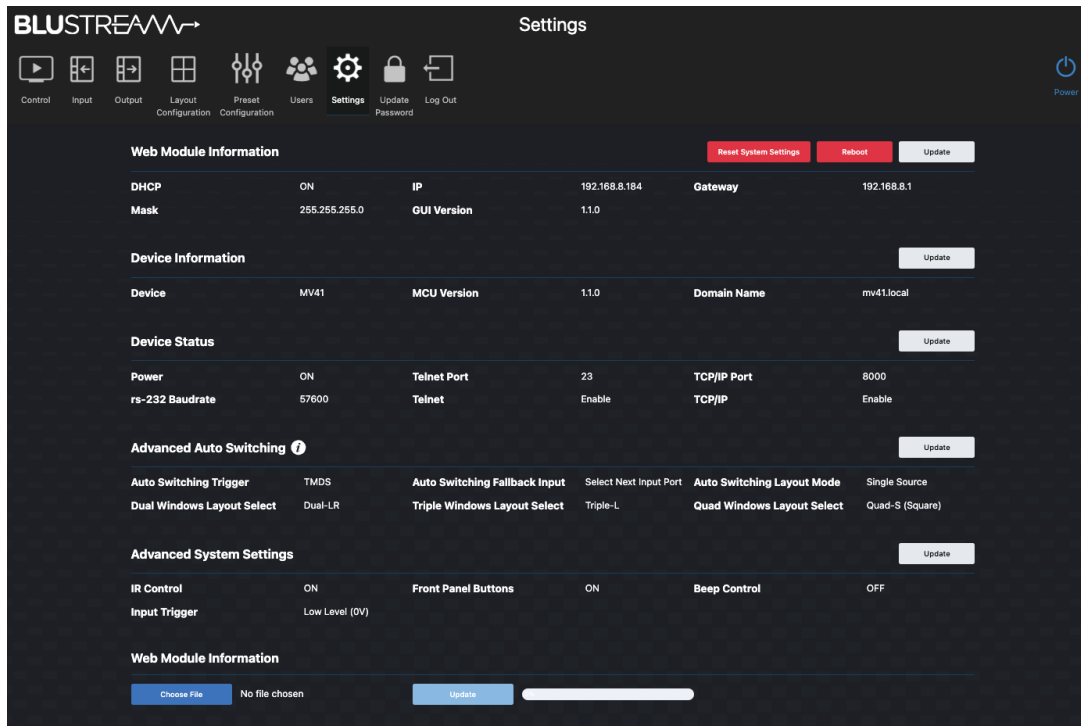 BLUSTREAM
Settings
Control Input Output Layout Configuration Preset Configuration Users Settings Update Password Log Out
Power
Web Module Information Reset System Settings Reboot Update
DHCP ON IP 192.168.8.184 Gateway 192.168.8.1
Mask 255.255.255.0 GUI Version 1.1.0
Device Information Update
Device MV41 MCU Version 1.1.0 Domain Name mv41.local
Device Status Update
Power ON Telnet Port 23 TCP/IP Port 8000
rs-232 Baudrate 57600 Telnet Enable TCP/IP Enable
Advanced Auto Switching i Update
Auto Switching Trigger TMDS Auto Switching Fallback Input Select Next Input Port Auto Switching Layout Mode Single Source
Dual Windows Layout Select Dual-LR Triple Windows Layout Select Triple-L Quad Windows Layout Select Quad-S (Square)
Advanced System Settings Update
IR Control ON Front Panel Buttons ON Beep Control OFF
Input Trigger Low Level (0V)
Web Module Information
Choose File No file chosen Update